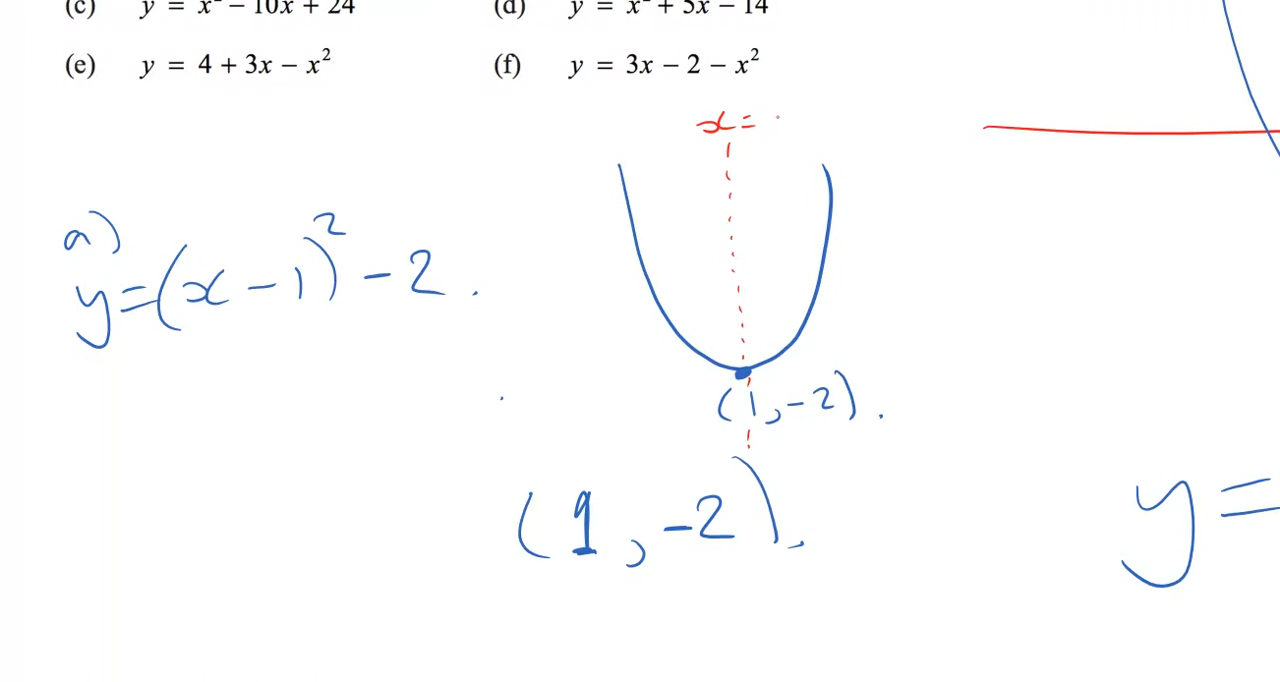 (c) y = x² − 10x + 24 (d) y = x² + 5x − 14
(e) y = 4 + 3x − x² (f) y = 3x − 2 − x²
x =
a)
y = (x − 1)² − 2 .
(1, −2) .
(1, −2) .
y =